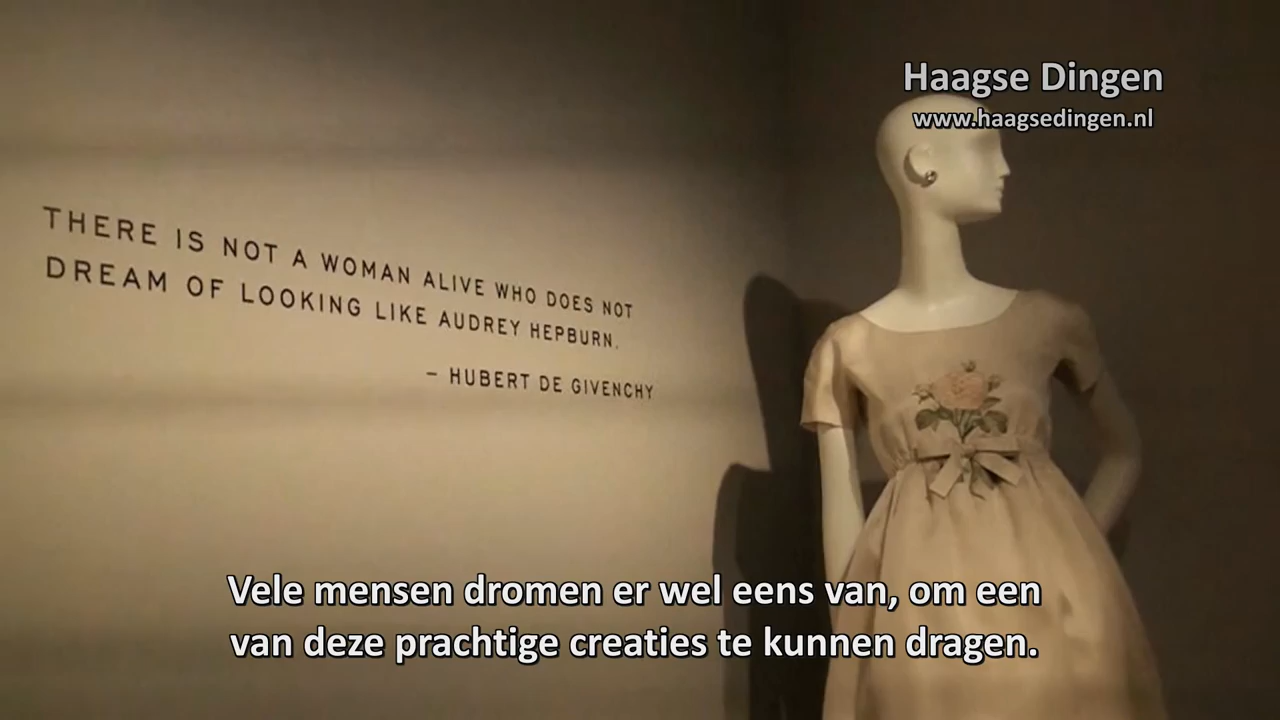 Haagse Dingen
www.haagsedingen.nl
THERE IS NOT A WOMAN ALIVE WHO DOES NOT
DREAM OF LOOKING LIKE AUDREY HEPBURN.
– HUBERT DE GIVENCHY
Vele mensen dromen er wel eens van, om een
van deze prachtige creaties te kunnen dragen.